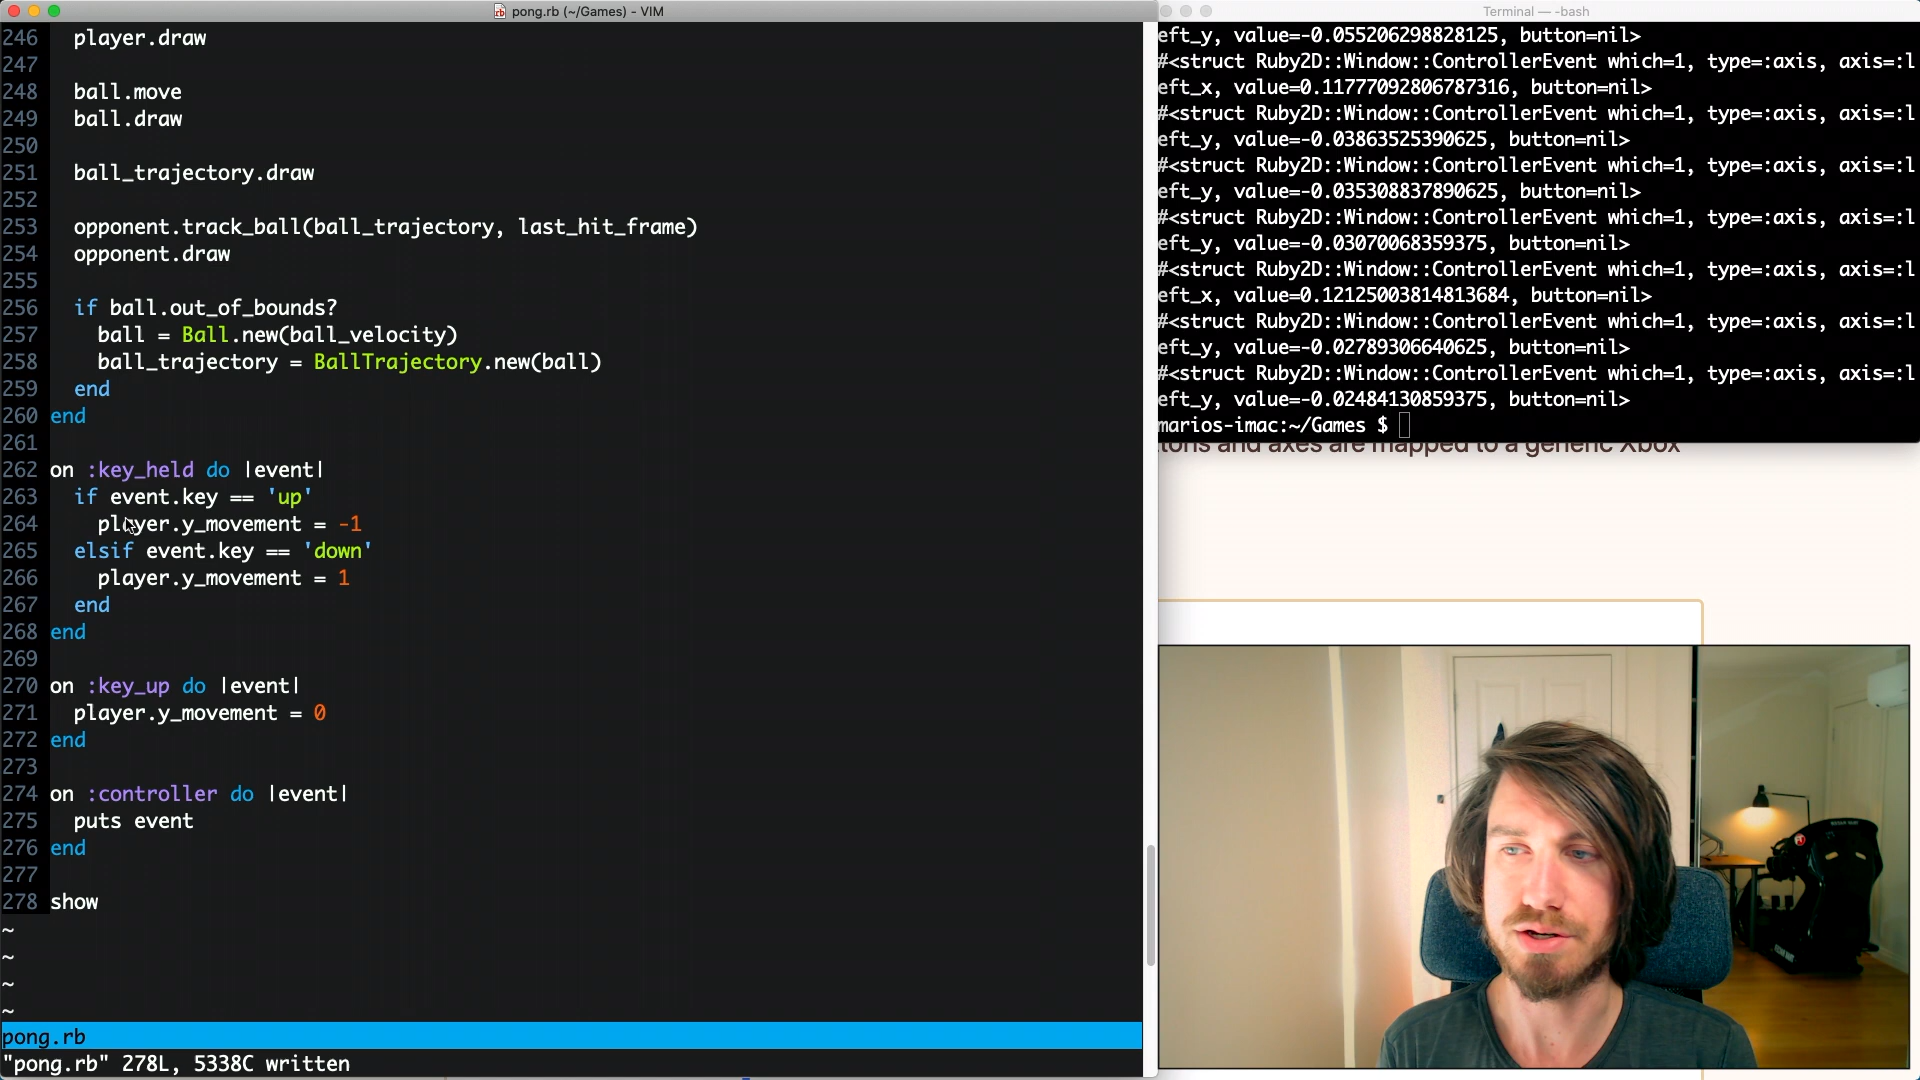 pong.rb (~/Games) - VIM
246 player.draw
247
248 ball.move
249 ball.draw
250
251 ball_trajectory.draw
252
253 opponent.track_ball(ball_trajectory, last_hit_frame)
254 opponent.draw
255
256 if ball.out_of_bounds?
257 ball = Ball.new(ball_velocity)
258 ball_trajectory = BallTrajectory.new(ball)
259 end
260 end
261
262 on :key_held do |event|
263 if event.key == 'up'
264 player.y_movement = -1
265 elsif event.key == 'down'
266 player.y_movement = 1
267 end
268 end
269
270 on :key_up do |event|
271 player.y_movement = 0
272 end
273
274 on :controller do |event|
275 puts event
276 end
277
278 show
~
~
~
~
pong.rb
"pong.rb" 278L, 5338C written
Terminal — -bash
eft_y, value=-0.055206298828125, button=nil>
#<struct Ruby2D::Window::ControllerEvent which=1, type=:axis, axis=:l
eft_x, value=0.11777092806787316, button=nil>
#<struct Ruby2D::Window::ControllerEvent which=1, type=:axis, axis=:l
eft_y, value=-0.03863525390625, button=nil>
#<struct Ruby2D::Window::ControllerEvent which=1, type=:axis, axis=:l
eft_y, value=-0.035308837890625, button=nil>
#<struct Ruby2D::Window::ControllerEvent which=1, type=:axis, axis=:l
eft_y, value=-0.03070068359375, button=nil>
#<struct Ruby2D::Window::ControllerEvent which=1, type=:axis, axis=:l
eft_x, value=0.12125003814813684, button=nil>
#<struct Ruby2D::Window::ControllerEvent which=1, type=:axis, axis=:l
eft_y, value=-0.02789306640625, button=nil>
#<struct Ruby2D::Window::ControllerEvent which=1, type=:axis, axis=:l
eft_y, value=-0.02484130859375, button=nil>
marios-imac:~/Games $
tons and axes are mapped to a generic Xbox